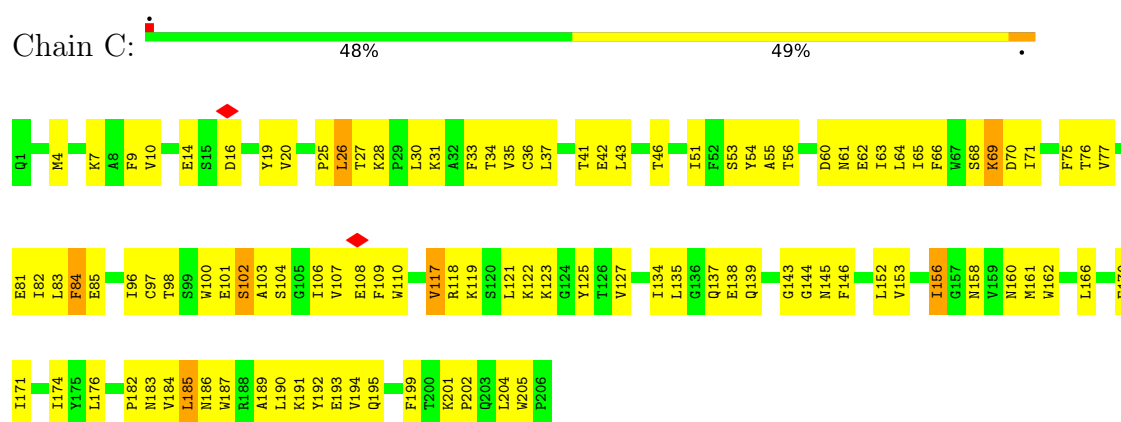 Chain C:
48% 49%
Q1 M4 K7 A8 F9 V10 E14 S15 D16 Y19 V20 P25 L26 T27 K28 P29 L30 K31 A32 F33 T34 V35 C36 L37 T41 E42 L43 T46 I51 F52 S53 Y54 A55 T56 D60 N61 E62 I63 L64 I65 F66 W67 S68 K69 D70 I71 F75 T76 V77
E81 I82 L83 F84 E85 I96 C97 T98 S99 W100 E101 S102 A103 S104 G105 I106 V107 E108 F109 W110 V117 R118 K119 S120 L121 K122 K123 G124 Y125 T126 V127 I134 L135 G136 Q137 E138 Q139 G143 G144 N145 F146 L152 V153 I156 G157 N158 V159 N160 M161 W162 L166
I171 I174 Y175 L176 P182 N183 V184 L185 N186 W187 R188 A189 L190 K191 Y192 E193 V194 Q195 F199 T200 K201 P202 Q203 L204 W205 P206